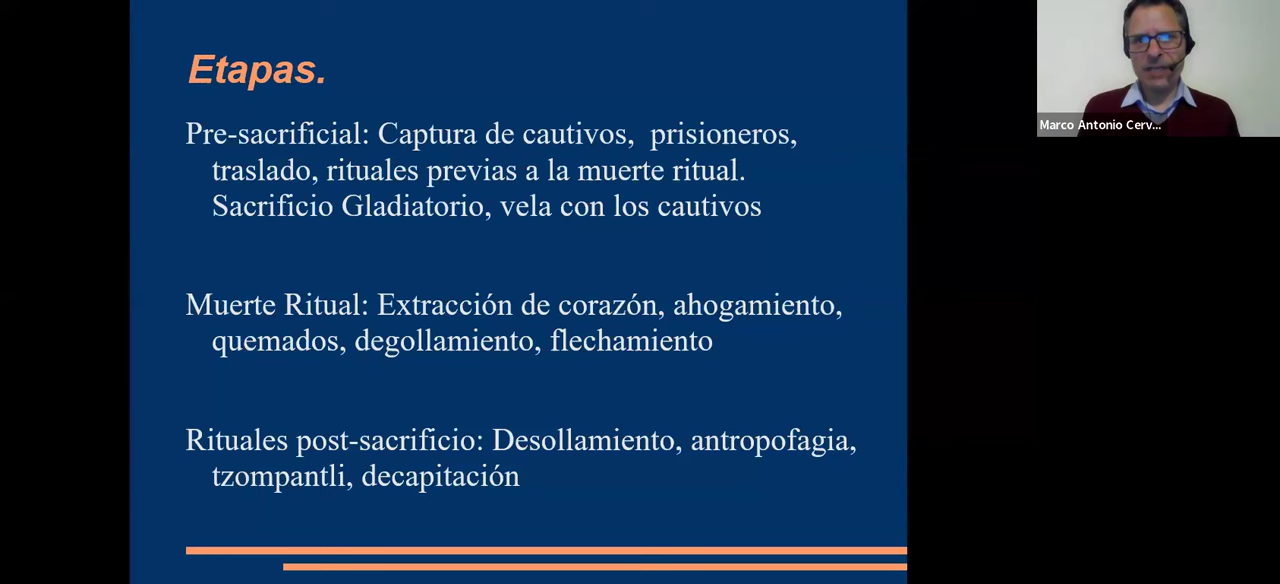 Etapas.
Pre-sacrificial: Captura de cautivos, prisioneros,
traslado, rituales previas a la muerte ritual.
Sacrificio Gladiatorio, vela con los cautivos
Muerte Ritual: Extracción de corazón, ahogamiento,
quemados, degollamiento, flechamiento
Rituales post-sacrificio: Desollamiento, antropofagia,
tzompantli, decapitación
Marco Antonio Cerv...